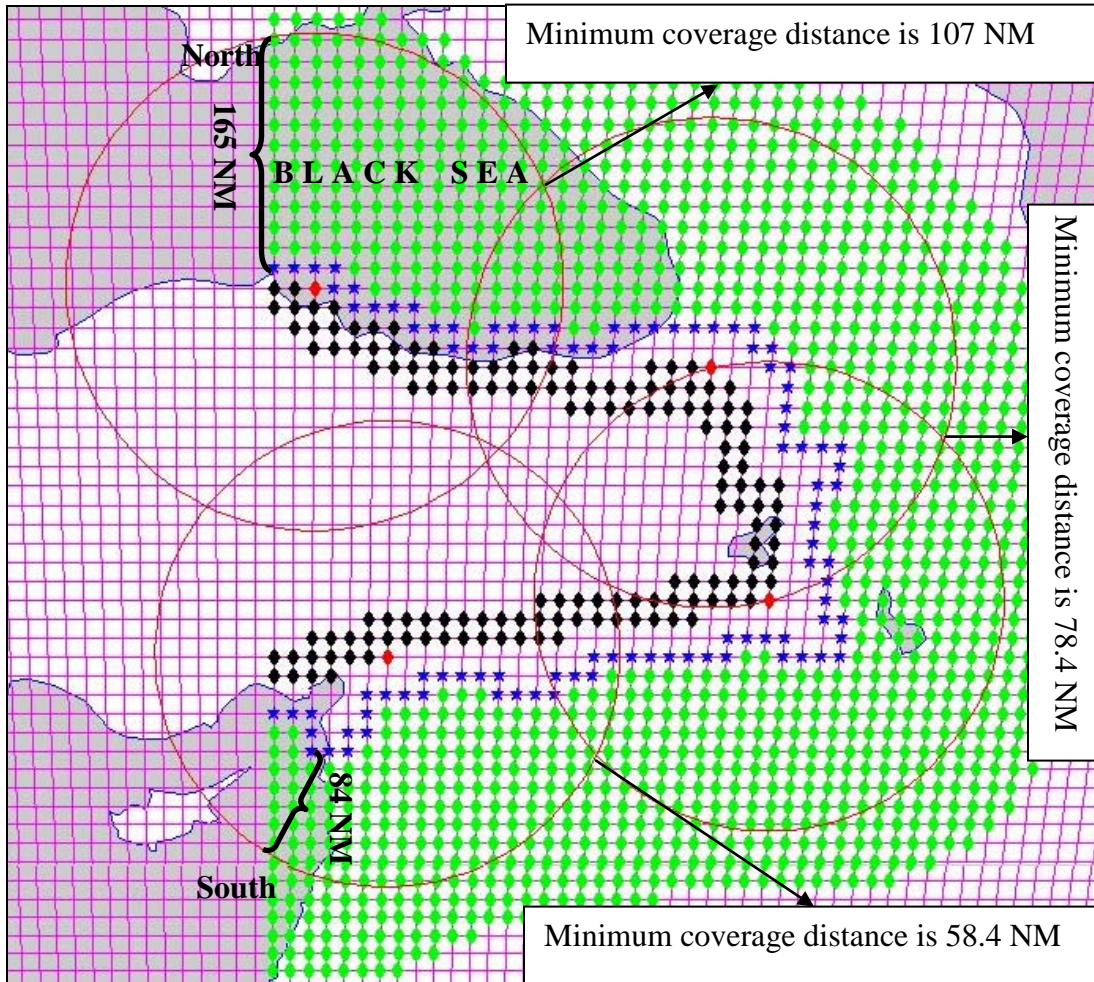 Minimum coverage distance is 107 NM
North
165 NM
BLACK SEA
Minimum coverage distance is 78.4 NM
84 NM
South
Minimum coverage distance is 58.4 NM